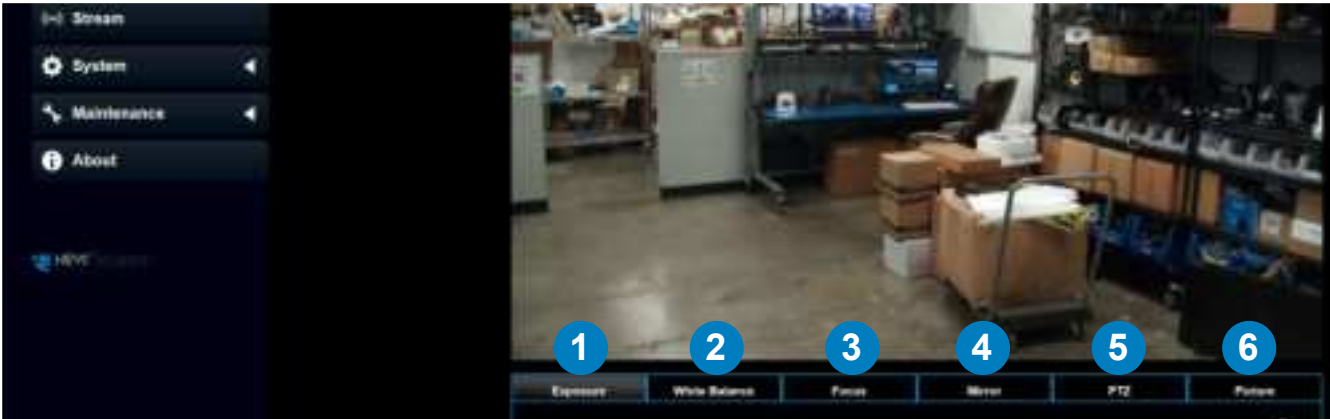 Stream
System
Maintenance
About
1 2 3 4 5 6
Exposure White Balance Focus Mirror PTZ Picture